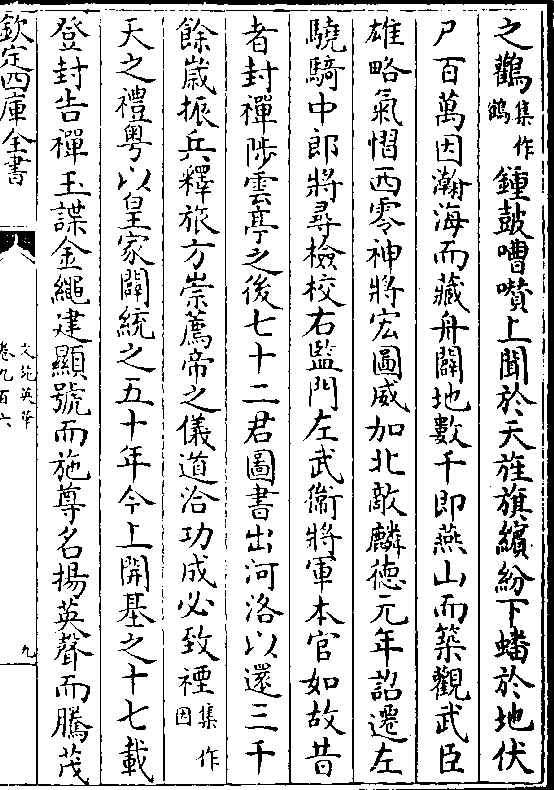 之鸛集作鶴鍾鼓嘈囋上聞於天旌旗繽紛下蟠於地伏
尸百萬因瀚海而藏舟闢地數千即燕山而築觀武臣
雄略氣慴西零神將宏圖威加北敵麟德元年詔遷左
驍騎中郎將尋檢校右監門左武衞將軍本官如故昔
者封禪陟雲亭之後七十二君圖書出河洛以還三千
餘歲振兵釋旅方崇薦帝之儀道洽功成必致禋集作因
天之禮粤以皇家闢統之五十年今上開基之十七載
登封告禪玉諜金繩建顯號而施尊名揚英聲而騰茂
欽定四庫全書
文苑英華
卷九百六
九